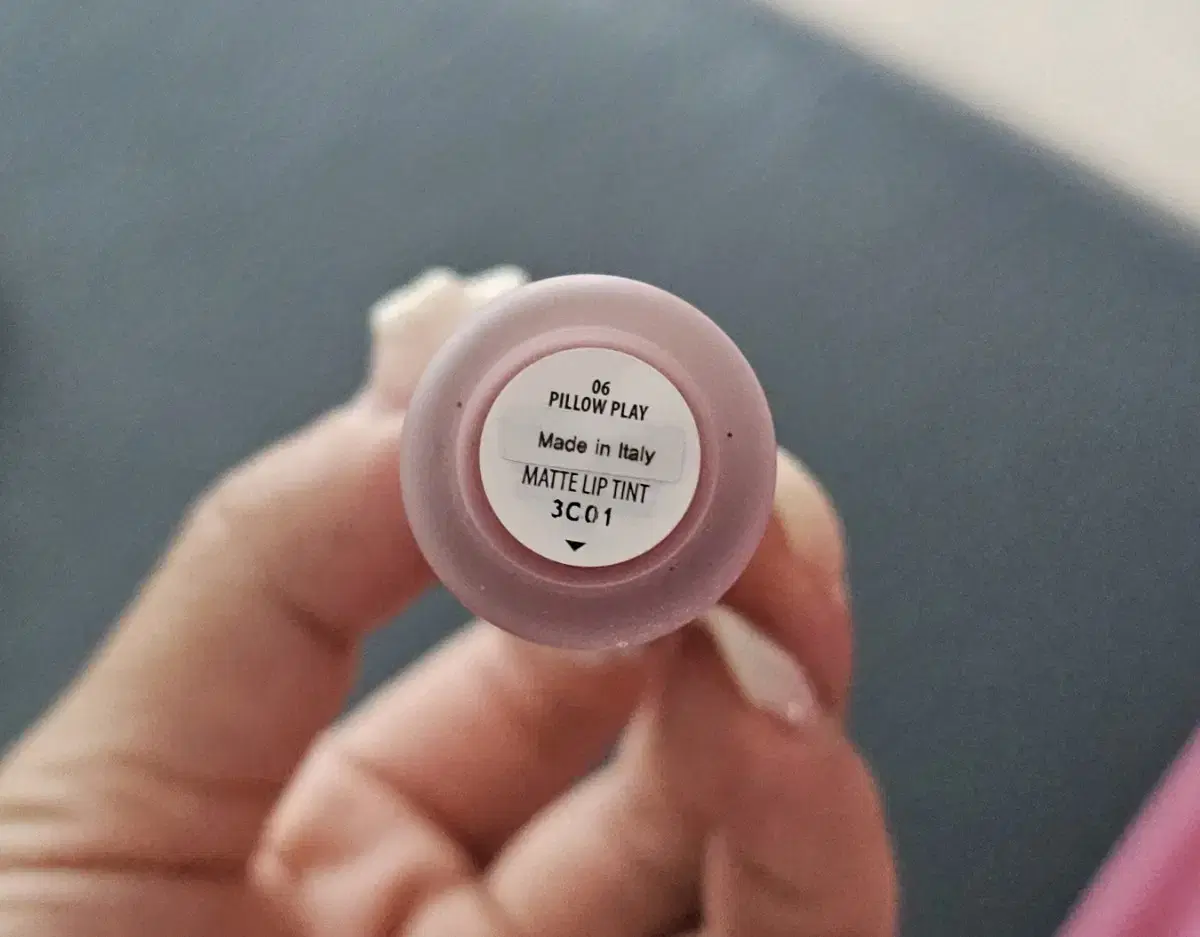 06
PILLOW PLAY
Made in Italy
MATTE LIP TINT
3C01